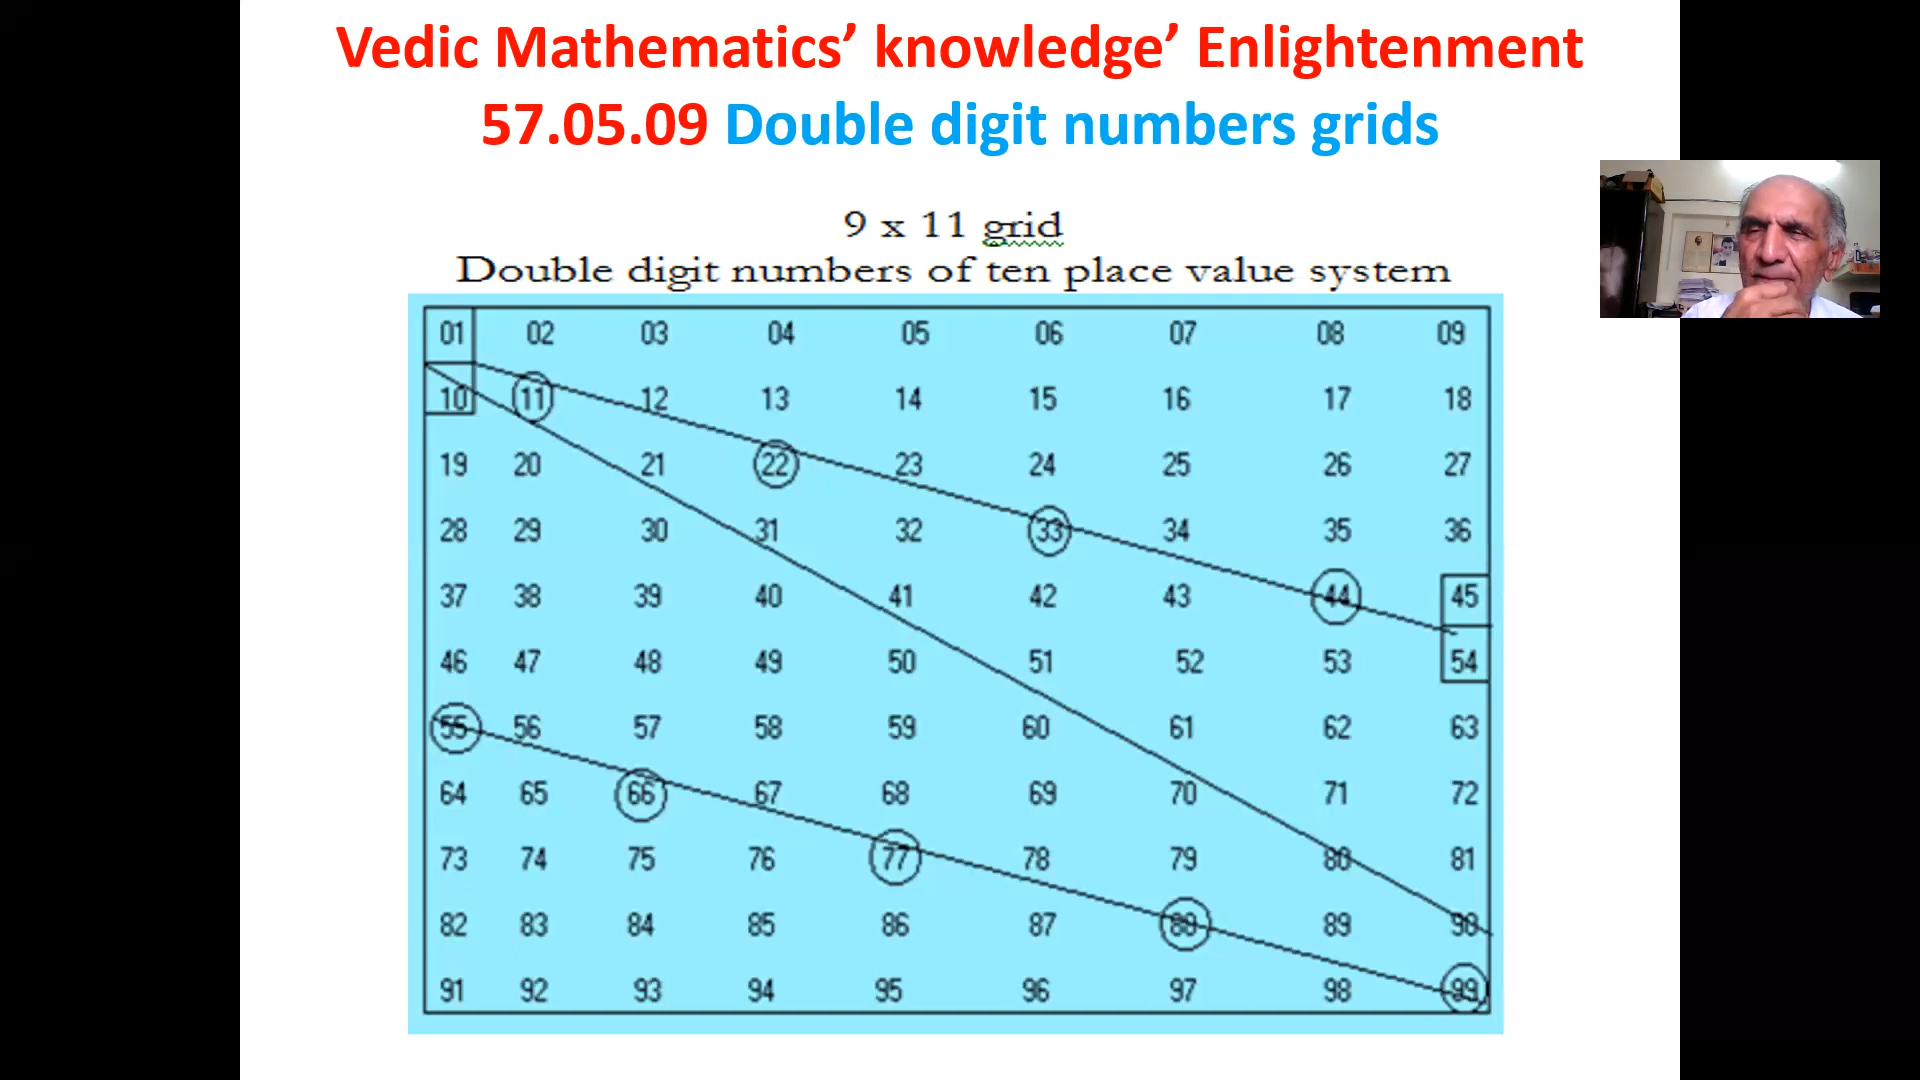 Vedic Mathematics’ knowledge’ Enlightenment
57.05.09 Double digit numbers grids
9 x 11 grid
Double digit numbers of ten place value system
01 02 03 04 05 06 07 08 09
10 11 12 13 14 15 16 17 18
19 20 21 22 23 24 25 26 27
28 29 30 31 32 33 34 35 36
37 38 39 40 41 42 43 44 45
46 47 48 49 50 51 52 53 54
55 56 57 58 59 60 61 62 63
64 65 66 67 68 69 70 71 72
73 74 75 76 77 78 79 80 81
82 83 84 85 86 87 88 89 90
91 92 93 94 95 96 97 98 99